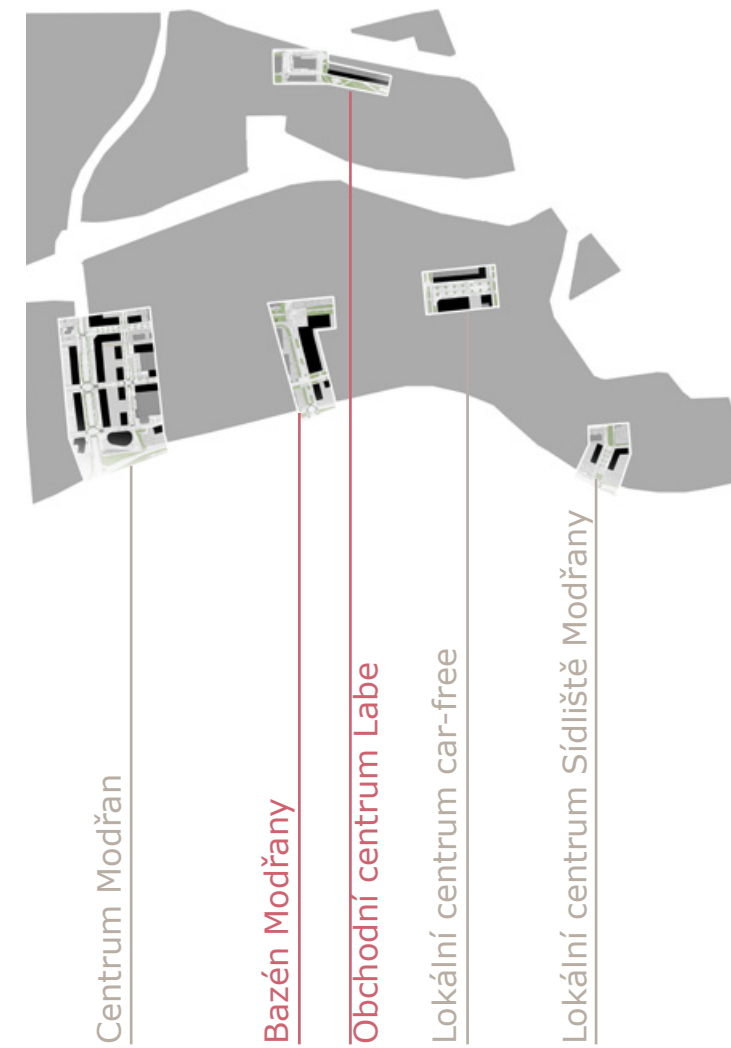 Centrum Modřan
Bazén Modřany
Obchodní centrum Labe
Lokální centrum car-free
Lokální centrum Sídliště Modřany